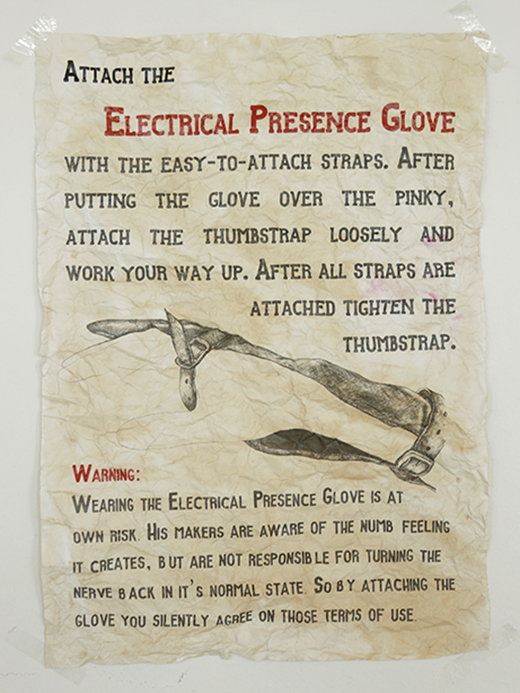 Attach the
Electrical Presence Glove
with the easy-to-attach straps. After
putting the glove over the pinky,
attach the thumbstrap loosely and
work your way up. After all straps are
attached tighten the
thumbstrap.
Warning:
Wearing the Electrical Presence Glove is at
own risk. His makers are aware of the numb feeling
it creates, but are not responsible for turning the
nerve back in it's normal state. So by attaching the
glove you silently agree on those terms of use.